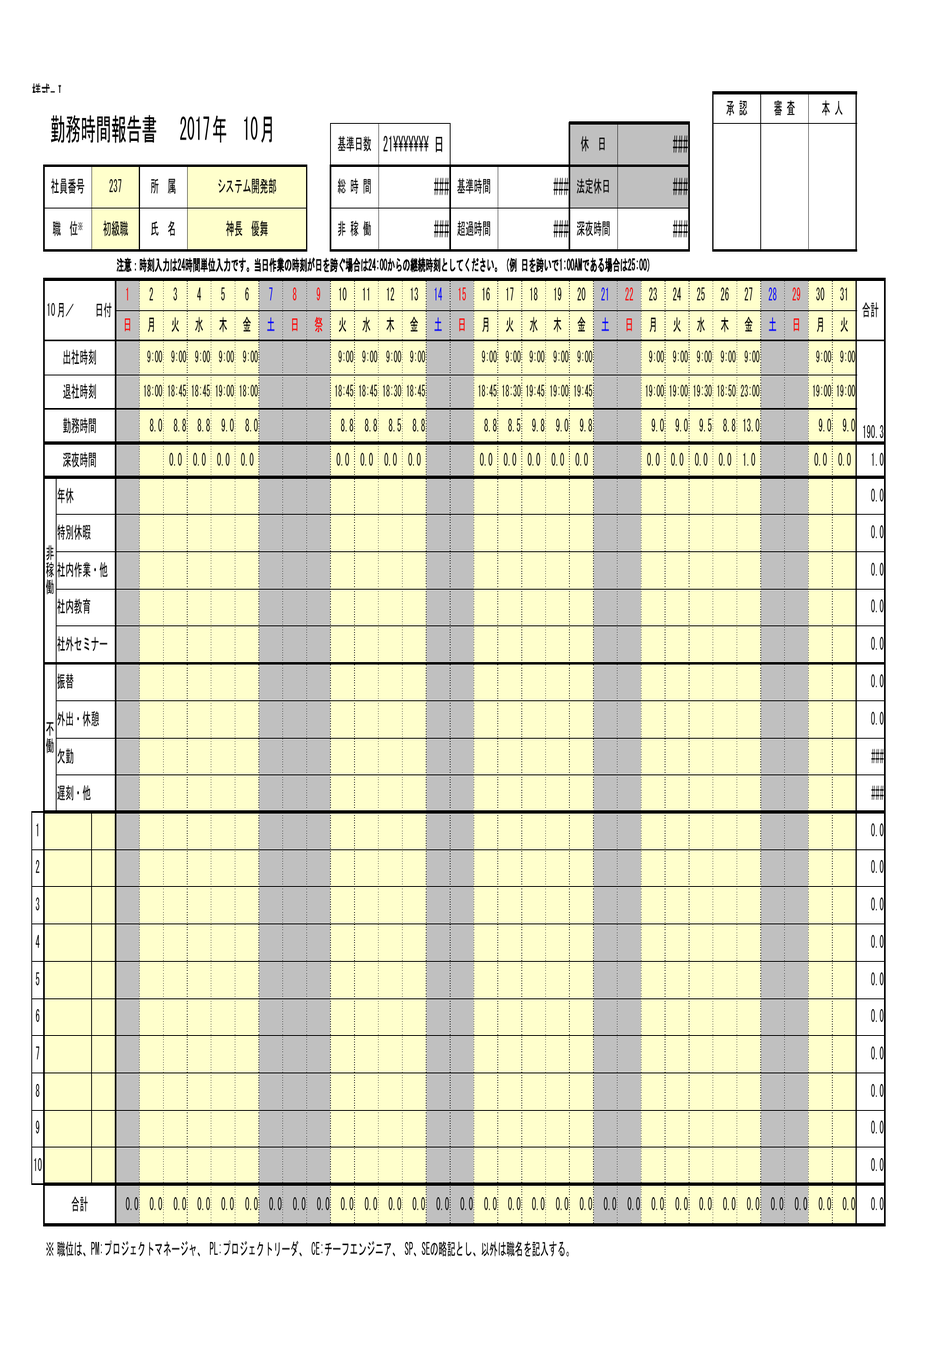 様式-1
承 認 審 査 本 人
勤務時間報告書 2017年 10月
基準日数 21¥¥¥¥¥¥¥ 日 休 日 ###
社員番号 237 所 属 システム開発部 総 時 間 ### 基準時間 ### 法定休日 ###
職 位※ 初級職 氏 名 神長 優舞 非 稼 働 ### 超過時間 ### 深夜時間 ###
注意：時刻入力は24時間単位入力です。当日作業の時刻が日を跨ぐ場合は24:00からの継続時刻としてください。（例 日を跨いで1:00AMである場合は25:00）
10月／ 日付 1 2 3 4 5 6 7 8 9 10 11 12 13 14 15 16 17 18 19 20 21 22 23 24 25 26 27 28 29 30 31 合計
日 月 火 水 木 金 土 日 祭 火 水 木 金 土 日 月 火 水 木 金 土 日 月 火 水 木 金 土 日 月 火
出社時刻 9:00 9:00 9:00 9:00 9:00 9:00 9:00 9:00 9:00 9:00 9:00 9:00 9:00 9:00 9:00 9:00 9:00 9:00 9:00 9:00 9:00
退社時刻 18:00 18:45 18:45 19:00 18:00 18:45 18:45 18:30 18:45 18:45 18:30 19:45 19:00 19:45 19:00 19:00 19:30 18:50 23:00 19:00 19:00
勤務時間 8.0 8.8 8.8 9.0 8.0 8.8 8.8 8.5 8.8 8.8 8.5 9.8 9.0 9.8 9.0 9.0 9.5 8.8 13.0 9.0 9.0 190.3
深夜時間 0.0 0.0 0.0 0.0 0.0 0.0 0.0 0.0 0.0 0.0 0.0 0.0 0.0 0.0 0.0 0.0 0.0 1.0 0.0 0.0 1.0
非稼働
年休 0.0
特別休暇 0.0
社内作業・他 0.0
社内教育 0.0
社外セミナー 0.0
不働
振替 0.0
外出・休憩 0.0
欠勤 ###
遅刻・他 ###
1 0.0
2 0.0
3 0.0
4 0.0
5 0.0
6 0.0
7 0.0
8 0.0
9 0.0
10 0.0
合計 0.0 0.0 0.0 0.0 0.0 0.0 0.0 0.0 0.0 0.0 0.0 0.0 0.0 0.0 0.0 0.0 0.0 0.0 0.0 0.0 0.0 0.0 0.0 0.0 0.0 0.0 0.0 0.0 0.0 0.0 0.0 0.0
※ 職位は、PM:プロジェクトマネージャ、 PL:プロジェクトリーダ、 CE:チーフエンジニア、 SP、SEの略記とし、以外は職名を記入する。